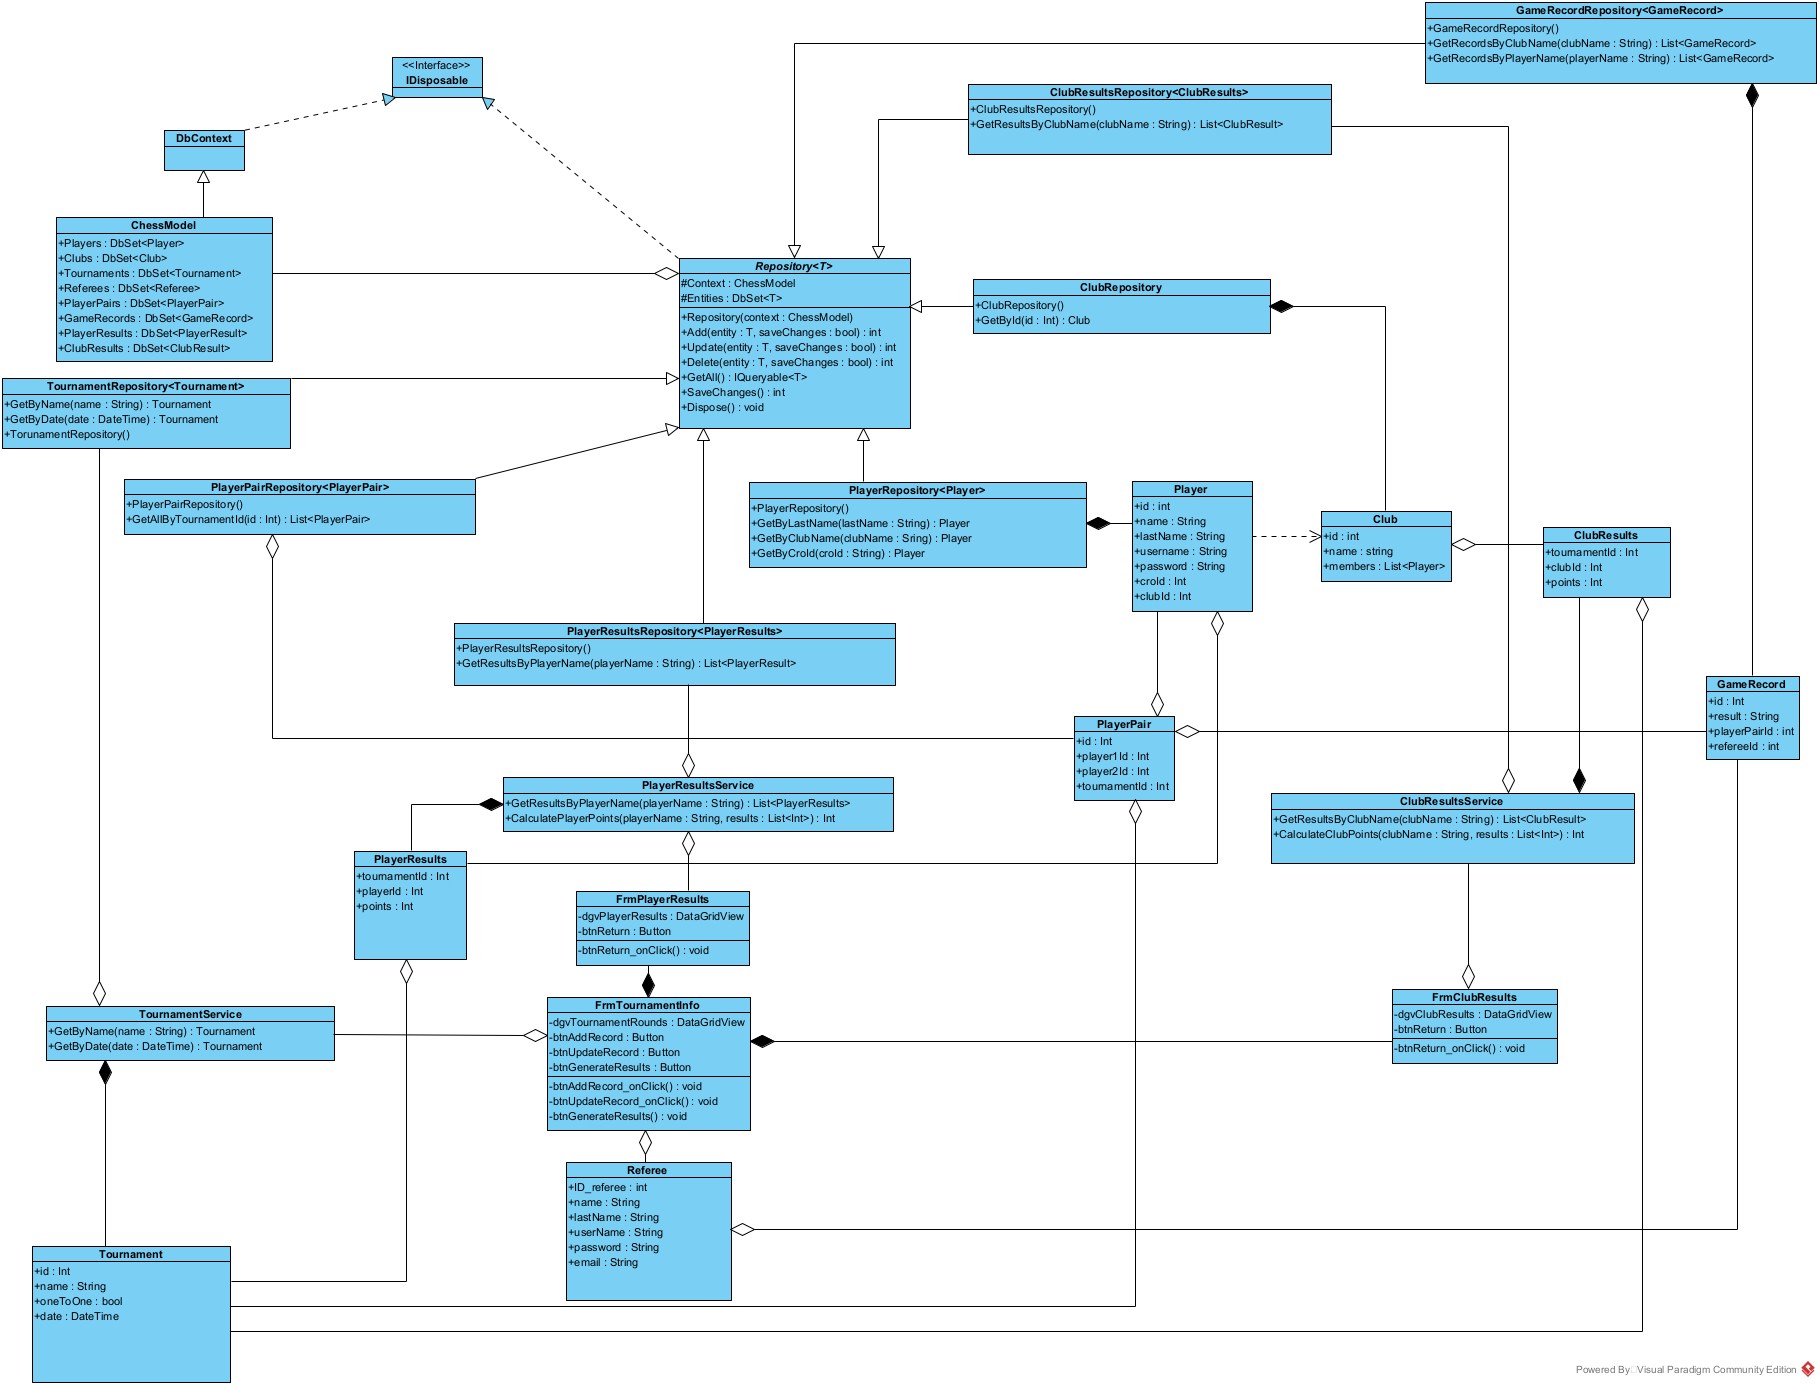 GameRecordRepository<GameRecord>
+GameRecordRepository()
+GetRecordsByClubName(clubName : String) : List<GameRecord>
+GetRecordsByPlayerName(playerName : String) : List<GameRecord>
<<Interface>>
IDisposable
ClubResultsRepository<ClubResults>
+ClubResultsRepository()
+GetResultsByClubName(clubName : String) : List<ClubResult>
DbContext
ChessModel
+Players : DbSet<Player>
+Clubs : DbSet<Club>
+Tournaments : DbSet<Tournament>
+Referees : DbSet<Referee>
+PlayerPairs : DbSet<PlayerPair>
+GameRecords : DbSet<GameRecord>
+PlayerResults : DbSet<PlayerResult>
+ClubResults : DbSet<ClubResult>
Repository<T>
#Context : ChessModel
#Entities : DbSet<T>
+Repository(context : ChessModel)
+Add(entity : T, saveChanges : bool) : int
+Update(entity : T, saveChanges : bool) : int
+Delete(entity : T, saveChanges : bool) : int
+GetAll() : IQueryable<T>
+SaveChanges() : int
+Dispose() : void
ClubRepository
+ClubRepository()
+GetById(id : Int) : Club
TournamentRepository<Tournament>
+GetByName(name : String) : Tournament
+GetByDate(date : DateTime) : Tournament
+TorunamentRepository()
PlayerPairRepository<PlayerPair>
+PlayerPairRepository()
+GetAllByTournamentId(id : Int) : List<PlayerPair>
PlayerRepository<Player>
+PlayerRepository()
+GetByLastName(lastName : String) : Player
+GetByClubName(clubName : Sring) : Player
+GetByCroId(croId : String) : Player
Player
+id : int
+name : String
+lastName : String
+username : String
+password : String
+croId : Int
+clubId : Int
Club
+id : int
+name : string
+members : List<Player>
ClubResults
+tournamentId : Int
+clubId : Int
+points : Int
PlayerResultsRepository<PlayerResults>
+PlayerResultsRepository()
+GetResultsByPlayerName(playerName : String) : List<PlayerResult>
GameRecord
+id : Int
+result : String
+playerPairId : int
+refereeId : int
PlayerPair
+id : Int
+player1Id : Int
+player2Id : Int
+tournamentId : Int
PlayerResultsService
+GetResultsByPlayerName(playerName : String) : List<PlayerResults>
+CalculatePlayerPoints(playerName : String, results : List<Int>) : Int
ClubResultsService
+GetResultsByClubName(clubName : String) : List<ClubResult>
+CalculateClubPoints(clubName : String, results : List<Int>) : Int
PlayerResults
+tournamentId : Int
+playerId : Int
+points : Int
FrmPlayerResults
-dgvPlayerResults : DataGridView
-btnReturn : Button
-btnReturn_onClick() : void
FrmClubResults
-dgvClubResults : DataGridView
-btnReturn : Button
-btnReturn_onClick() : void
FrmTournamentInfo
-dgvTournamentRounds : DataGridView
-btnAddRecord : Button
-btnUpdateRecord : Button
-btnGenerateResults : Button
-btnAddRecord_onClick() : void
-btnUpdateRecord_onClick() : void
-btnGenerateResults() : void
TournamentService
+GetByName(name : String) : Tournament
+GetByDate(date : DateTime) : Tournament
Referee
+ID_referee : int
+name : String
+lastName : String
+userName : String
+password : String
+email : String
Tournament
+id : Int
+name : String
+oneToOne : bool
+date : DateTime
Powered By Visual Paradigm Community Edition